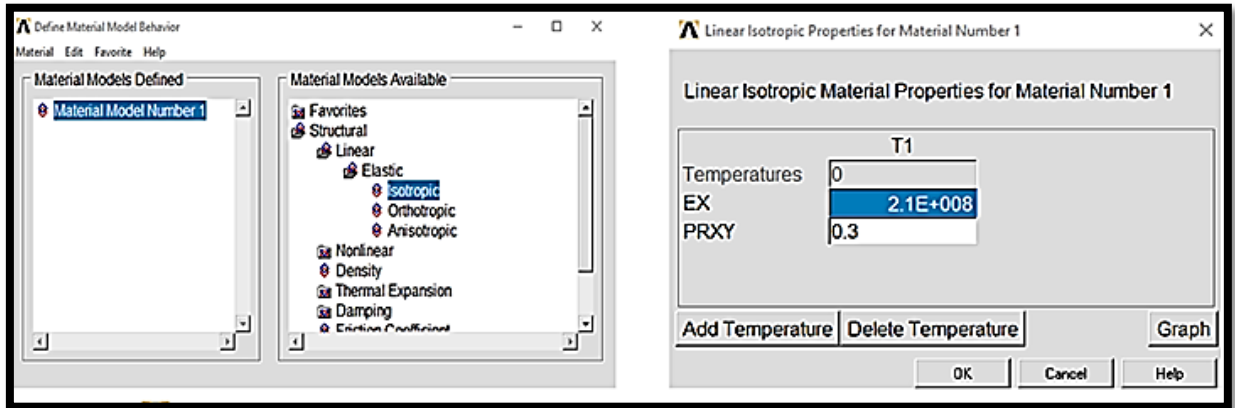 Define Material Model Behavior
Material Edit Favorite Help
Material Models Defined
Material Model Number 1
Material Models Available
Favorites
Structural
Linear
Elastic
Isotropic
Orthotropic
Anisotropic
Nonlinear
Density
Thermal Expansion
Damping
Friction Coefficient
Linear Isotropic Properties for Material Number 1
Linear Isotropic Material Properties for Material Number 1
T1
Temperatures 0
EX 2.1E+008
PRXY 0.3
Add Temperature Delete Temperature Graph
OK Cancel Help